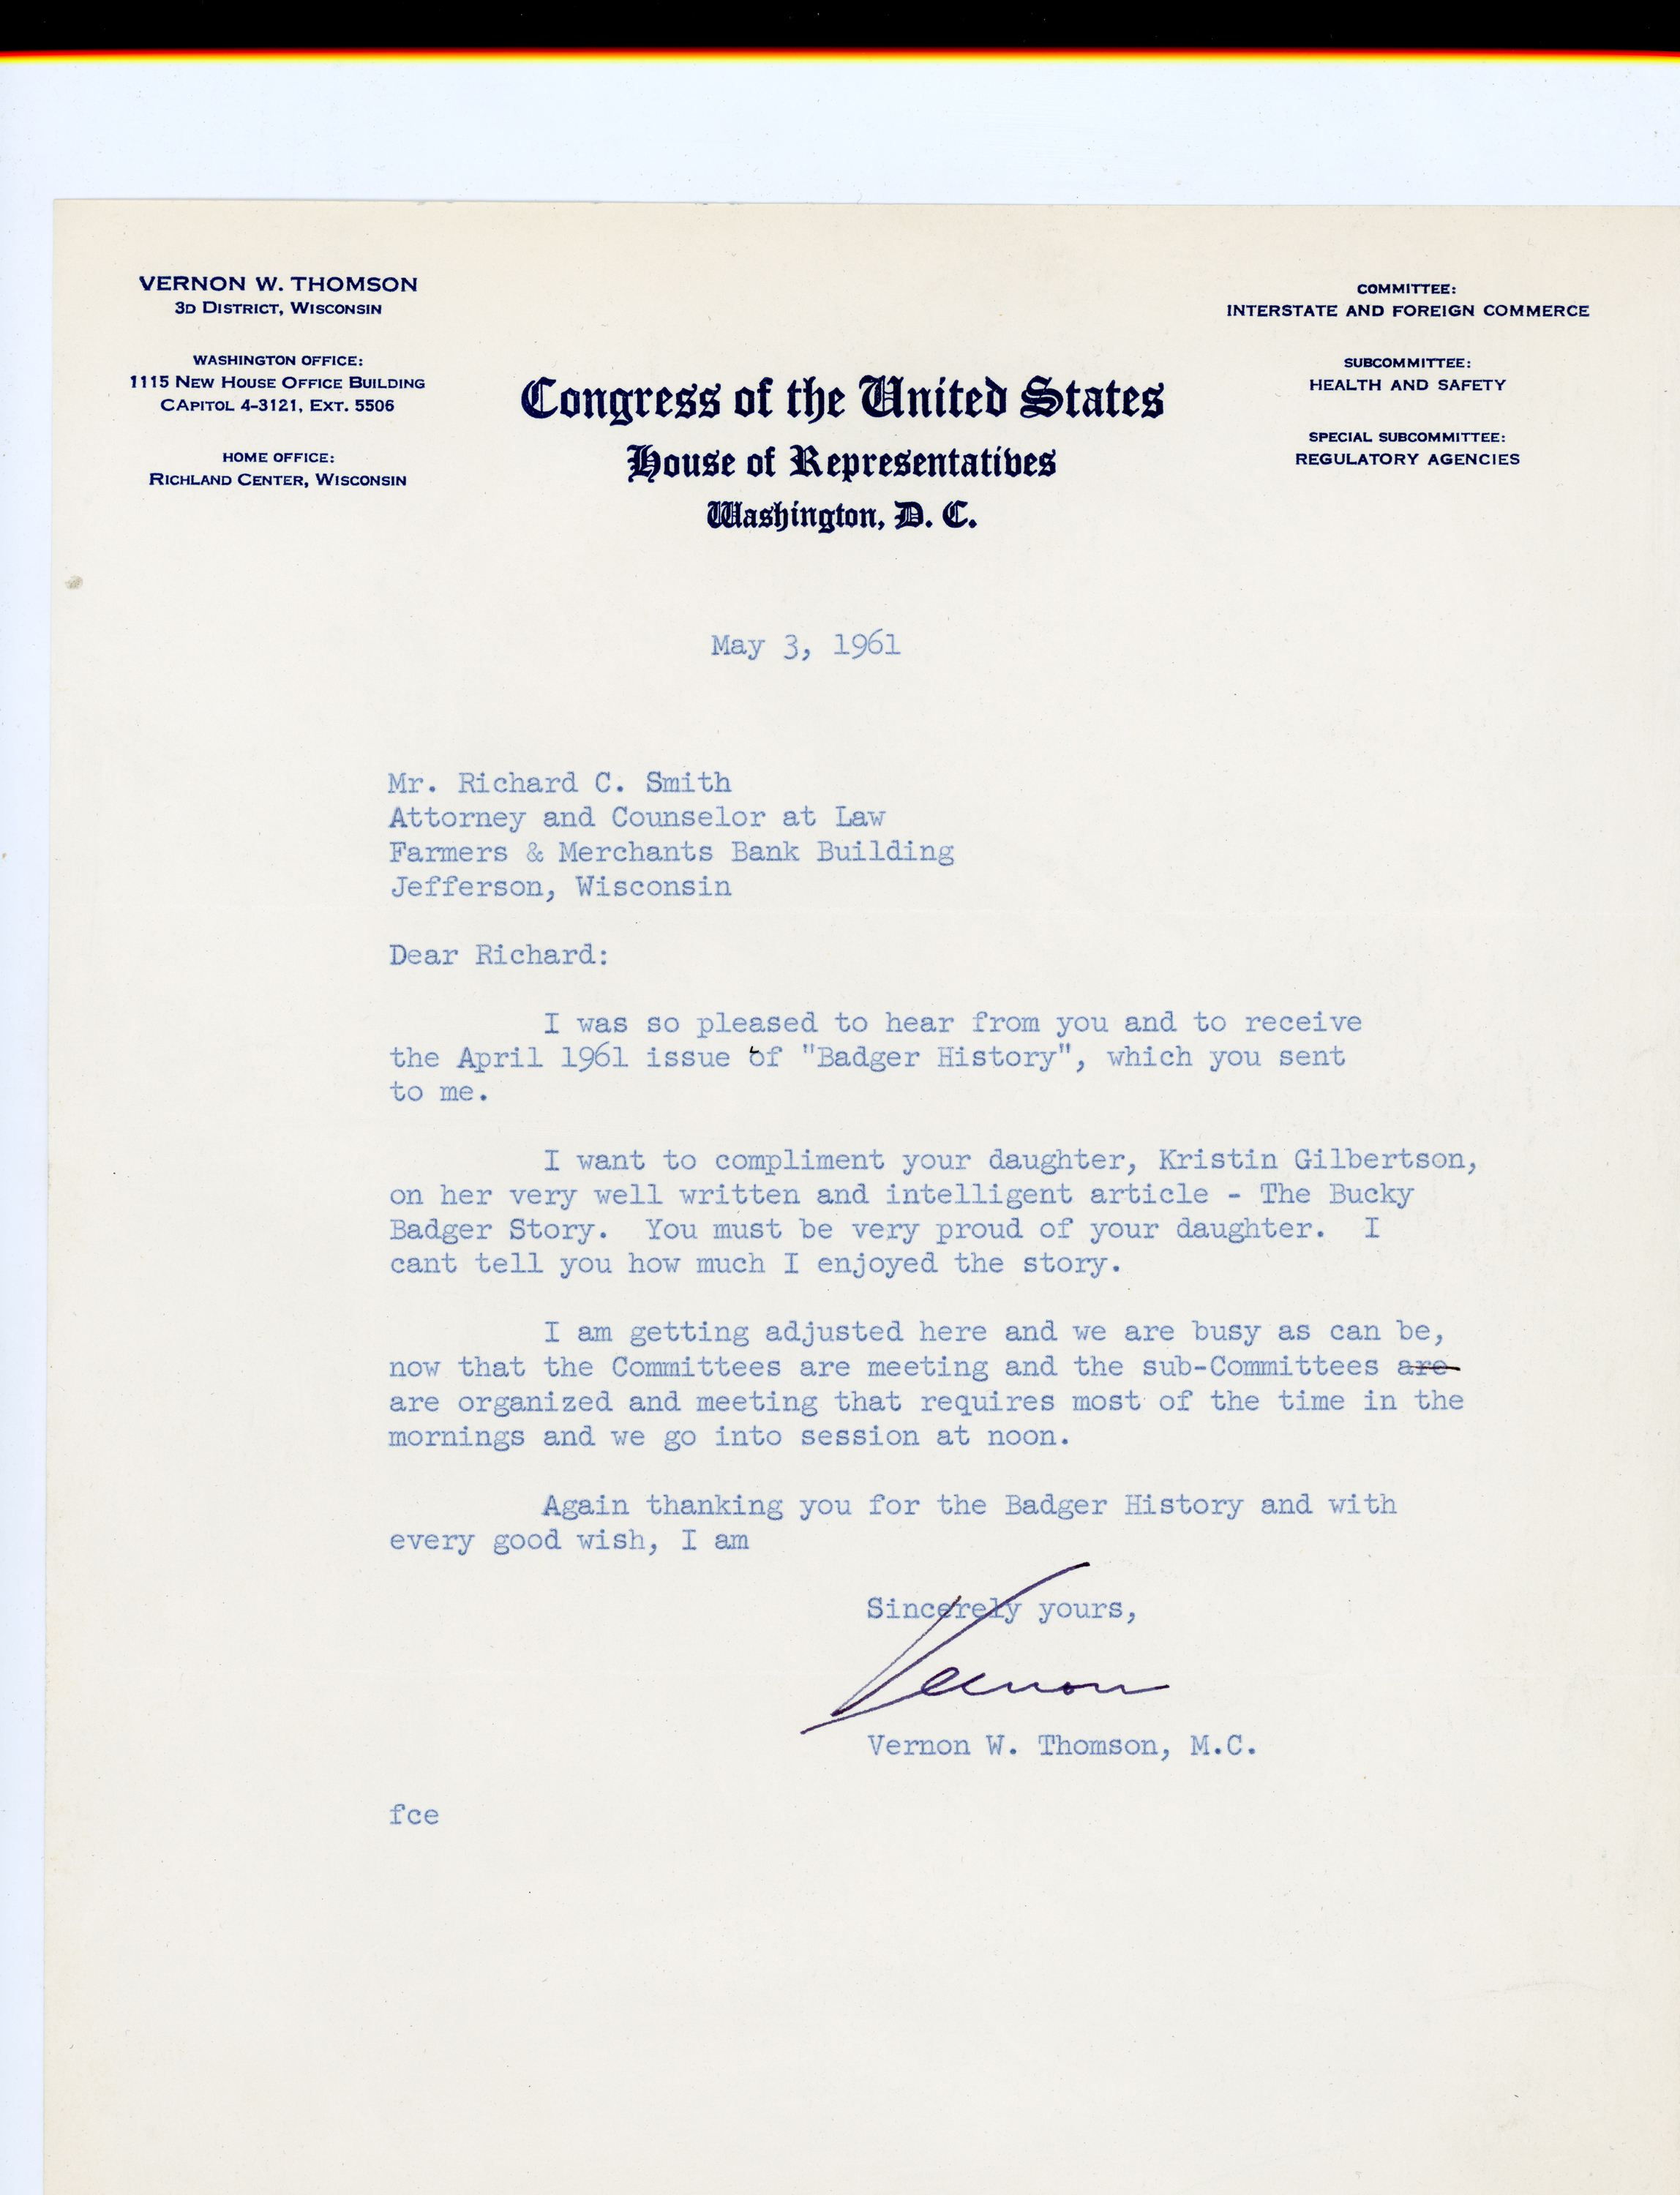 VERNON W. THOMSON
3D DISTRICT, WISCONSIN
WASHINGTON OFFICE:
1115 NEW HOUSE OFFICE BUILDING
CAPITOL 4-3121, EXT. 5506
HOME OFFICE:
RICHLAND CENTER, WISCONSIN
COMMITTEE:
INTERSTATE AND FOREIGN COMMERCE
SUBCOMMITTEE:
HEALTH AND SAFETY
SPECIAL SUBCOMMITTEE:
REGULATORY AGENCIES
Congress of the United States
House of Representatives
Washington, D. C.
May 3, 1961
Mr. Richard C. Smith
Attorney and Counselor at Law
Farmers & Merchants Bank Building
Jefferson, Wisconsin
Dear Richard:
I was so pleased to hear from you and to receive
the April 1961 issue of "Badger History", which you sent
to me.
I want to compliment your daughter, Kristin Gilbertson,
on her very well written and intelligent article - The Bucky
Badger Story. You must be very proud of your daughter. I
cant tell you how much I enjoyed the story.
I am getting adjusted here and we are busy as can be,
now that the Committees are meeting and the sub-Committees are
are organized and meeting that requires most of the time in the
mornings and we go into session at noon.
Again thanking you for the Badger History and with
every good wish, I am
Sincerely yours,
Vernon
Vernon W. Thomson, M.C.
fce